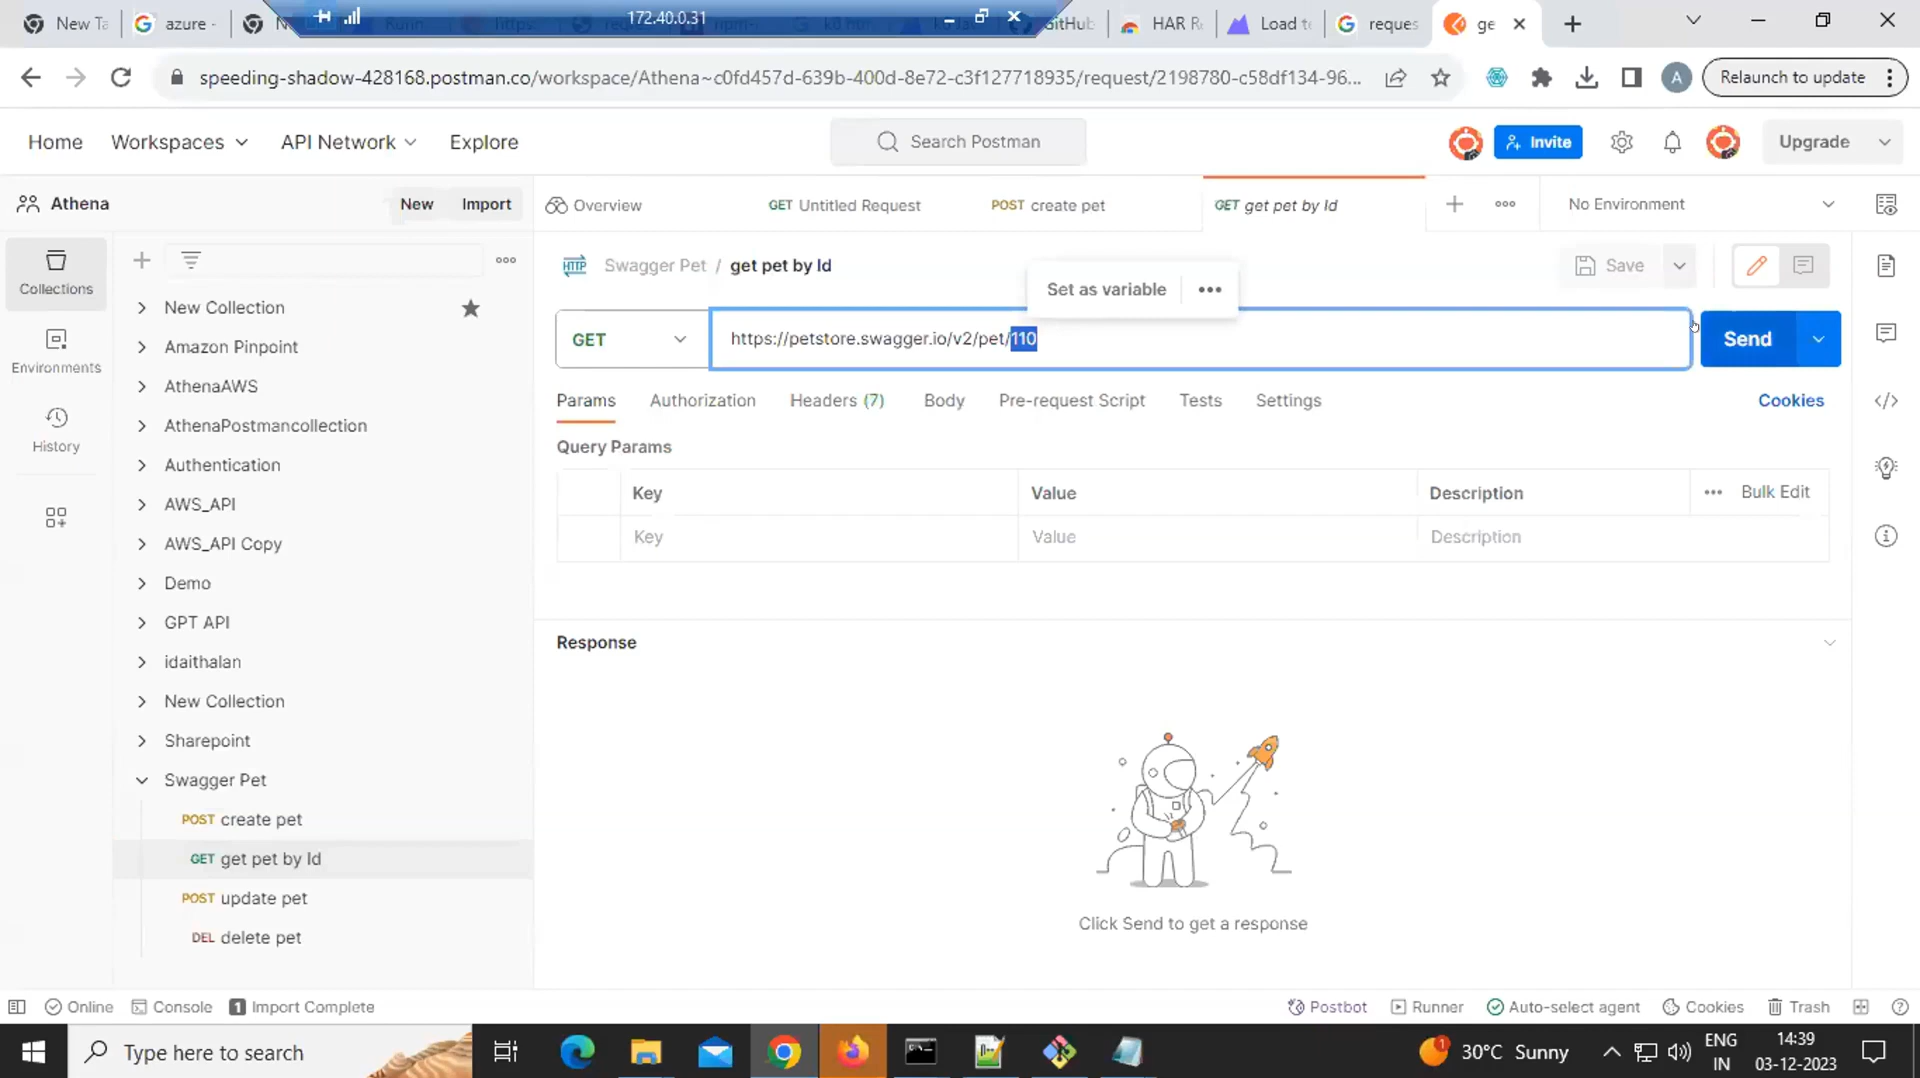 New Ta
azure -
172.40.0.31
GitHub
HAR Re
Load te
reques
ge
speeding-shadow-428168.postman.co/workspace/Athena~c0fd457d-639b-400d-8e72-c3f127718935/request/2198780-c58df134-96...
A
Relaunch to update
Home
Workspaces
API Network
Explore
Search Postman
Invite
Upgrade
Athena
New
Import
Overview
GET Untitled Request
POST create pet
GET get pet by Id
No Environment
Collections
Environments
History
New Collection
Amazon Pinpoint
AthenaAWS
AthenaPostmancollection
Authentication
AWS_API
AWS_API Copy
Demo
GPT API
idaithalan
New Collection
Sharepoint
Swagger Pet
POST create pet
GET get pet by Id
POST update pet
DEL delete pet
HTTP Swagger Pet / get pet by Id
Save
Set as variable
GET
https://petstore.swagger.io/v2/pet/110
Send
Params
Authorization
Headers (7)
Body
Pre-request Script
Tests
Settings
Cookies
Query Params
Key
Value
Description
Bulk Edit
Key
Value
Description
Response
Click Send to get a response
Online
Console
1 Import Complete
Postbot
Runner
Auto-select agent
Cookies
Trash
Type here to search
1
30°C Sunny
ENG
IN
14:39
03-12-2023